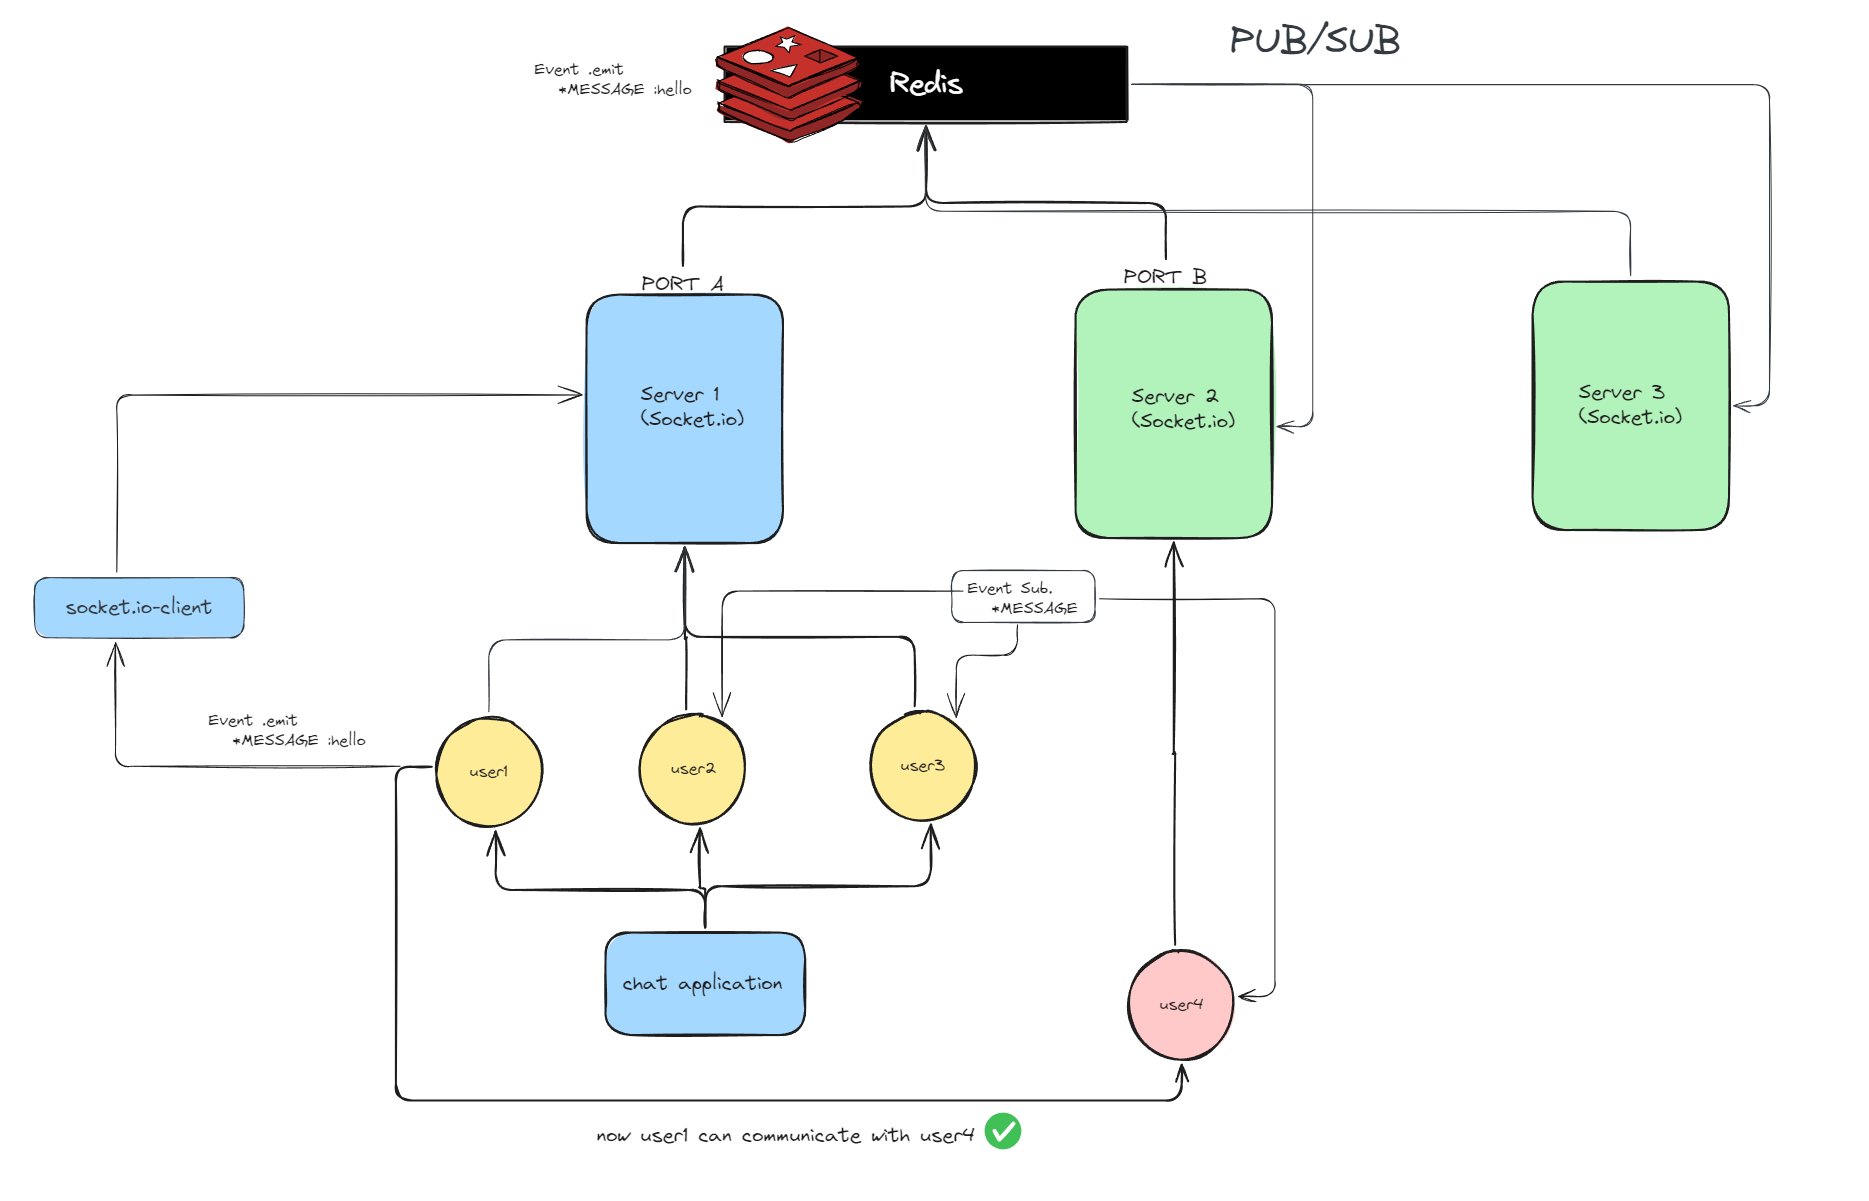 PUB/SUB
Event .emit
*MESSAGE :hello
Redis
PORT A
PORT B
Server 1
(Socket.io)
Server 2
(Socket.io)
Server 3
(Socket.io)
socket.io-client
Event Sub.
*MESSAGE
Event .emit
*MESSAGE :hello
user1
user2
user3
chat application
user4
now user1 can communicate with user4